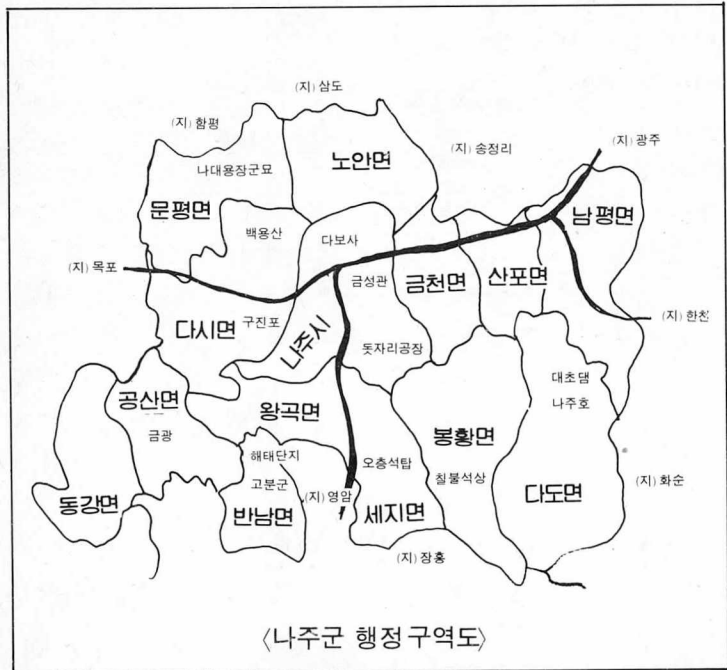 (지) 삼도
(지) 함평
(지) 송정리
(지) 광주
나대용장군묘
노안면
문평면
남평면
백용산
다보사
(지) 목포
금성관
금천면
산포면
구진포
(지) 한천
다시면
나주시
돗자리공장
대초댐
공산면
왕곡면
나주호
금광
봉황면
해태단지
오층석탑
고분군
칠불석상
(지) 화순
동강면
(지) 영암
반남면
세지면
다도면
(지) 장흥
〈나주군 행정구역도〉